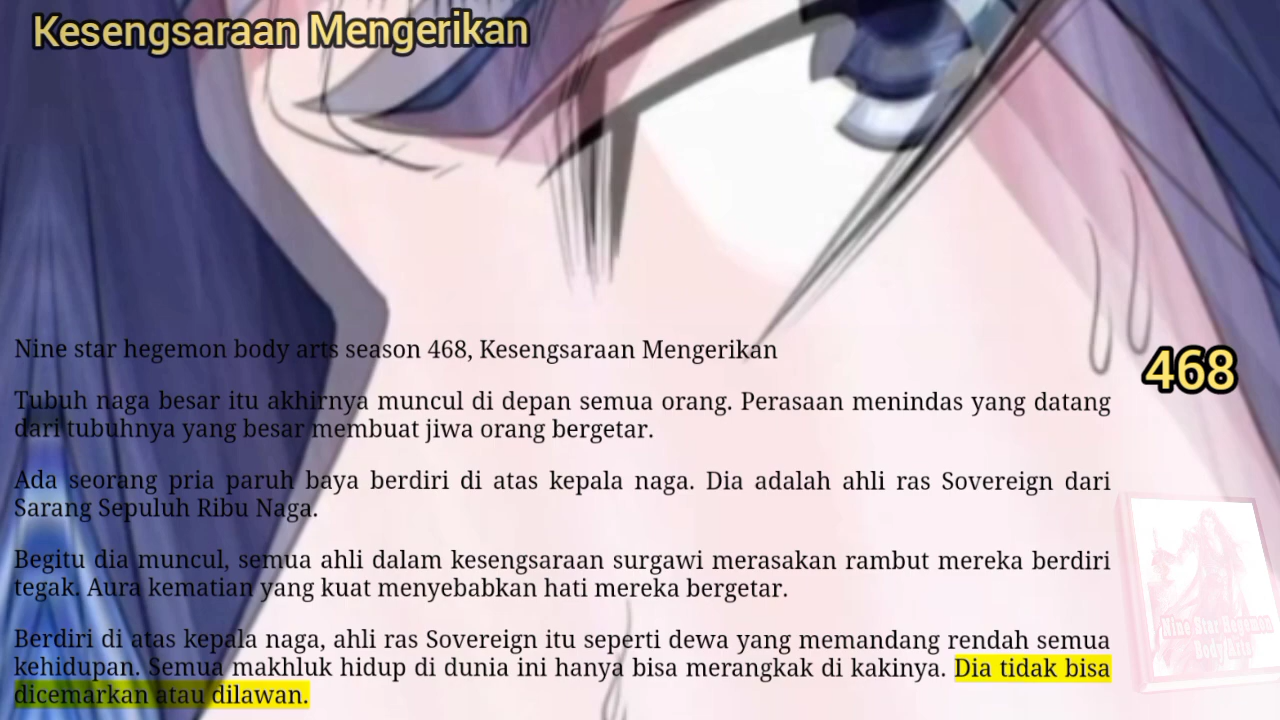 Kesengsaraan Mengerikan
Nine star hegemon body arts season 468, Kesengsaraan Mengerikan
468
Tubuh naga besar itu akhirnya muncul di depan semua orang. Perasaan menindas yang datang
dari tubuhnya yang besar membuat jiwa orang bergetar.
Ada seorang pria paruh baya berdiri di atas kepala naga. Dia adalah ahli ras Sovereign dari
Sarang Sepuluh Ribu Naga.
Begitu dia muncul, semua ahli dalam kesengsaraan surgawi merasakan rambut mereka berdiri
tegak. Aura kematian yang kuat menyebabkan hati mereka bergetar.
Berdiri di atas kepala naga, ahli ras Sovereign itu seperti dewa yang memandang rendah semua
kehidupan. Semua makhluk hidup di dunia ini hanya bisa merangkak di kakinya. Dia tidak bisa
dicemarkan atau dilawan.
Nine Star Hegemon
Body Arts